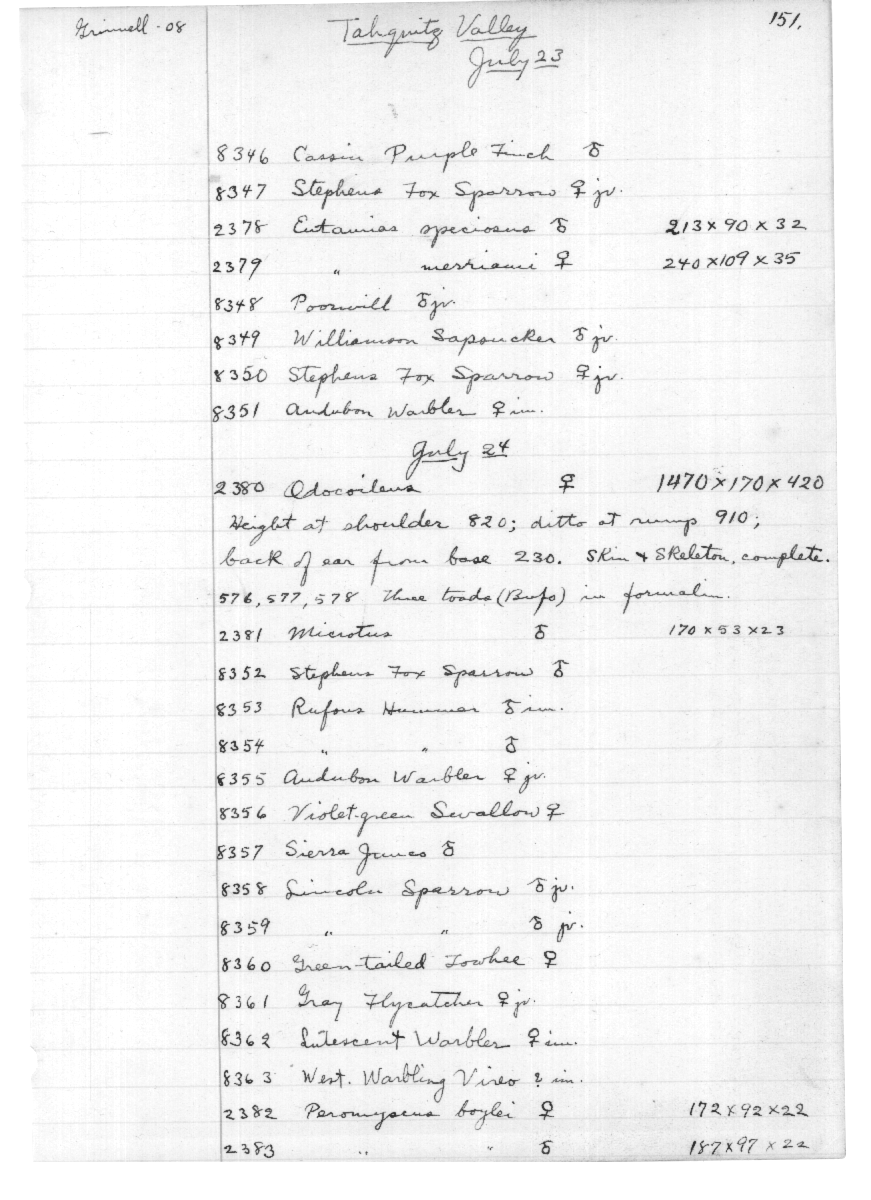 Grinnell - 08
Tahquitz Valley
151.
July 23
8346 Cassin Purple Finch ♂
8347 Stephens Fox Sparrow ♀ jv.
2378 Eutamias speciosus ♂ 213 x 90 x 32
2379 " merriami ♀ 240 x 109 x 35
8348 Poorwill ♂ jv.
8349 Williamson Sapsucker ♂ jv.
8350 Stephens Fox Sparrow ♀ jv.
8351 Audubon Warbler ♀ im.
July 24
2380 Odocoileus ♀ 1470 x 170 x 420
Height at shoulder 820; ditto at rump 910;
back of ear from base 230. Skin + Skeleton, complete.
576, 577, 578 three toads (Bufo) in formalin.
2381 Microtus ♂ 170 x 53 x 23
8352 Stephens Fox Sparrow ♂
8353 Rufous Hummer ♂ im.
8354 " " ♂
8355 Audubon Warbler ♀ jv.
8356 Violet-green Swallow ♀
8357 Sierra Junco ♂
8358 Lincoln Sparrow ♂ jv.
8359 " " ♂ jv.
8360 Green-tailed Towhee ♀
8361 Gray Flycatcher ♀ jv.
8362 Lutescent Warbler ♀ im.
8363 West. Warbling Vireo ? im.
2382 Peromyscus boylei ♀ 172 x 92 x 22
2383 " " ♂ 187 x 97 x 22